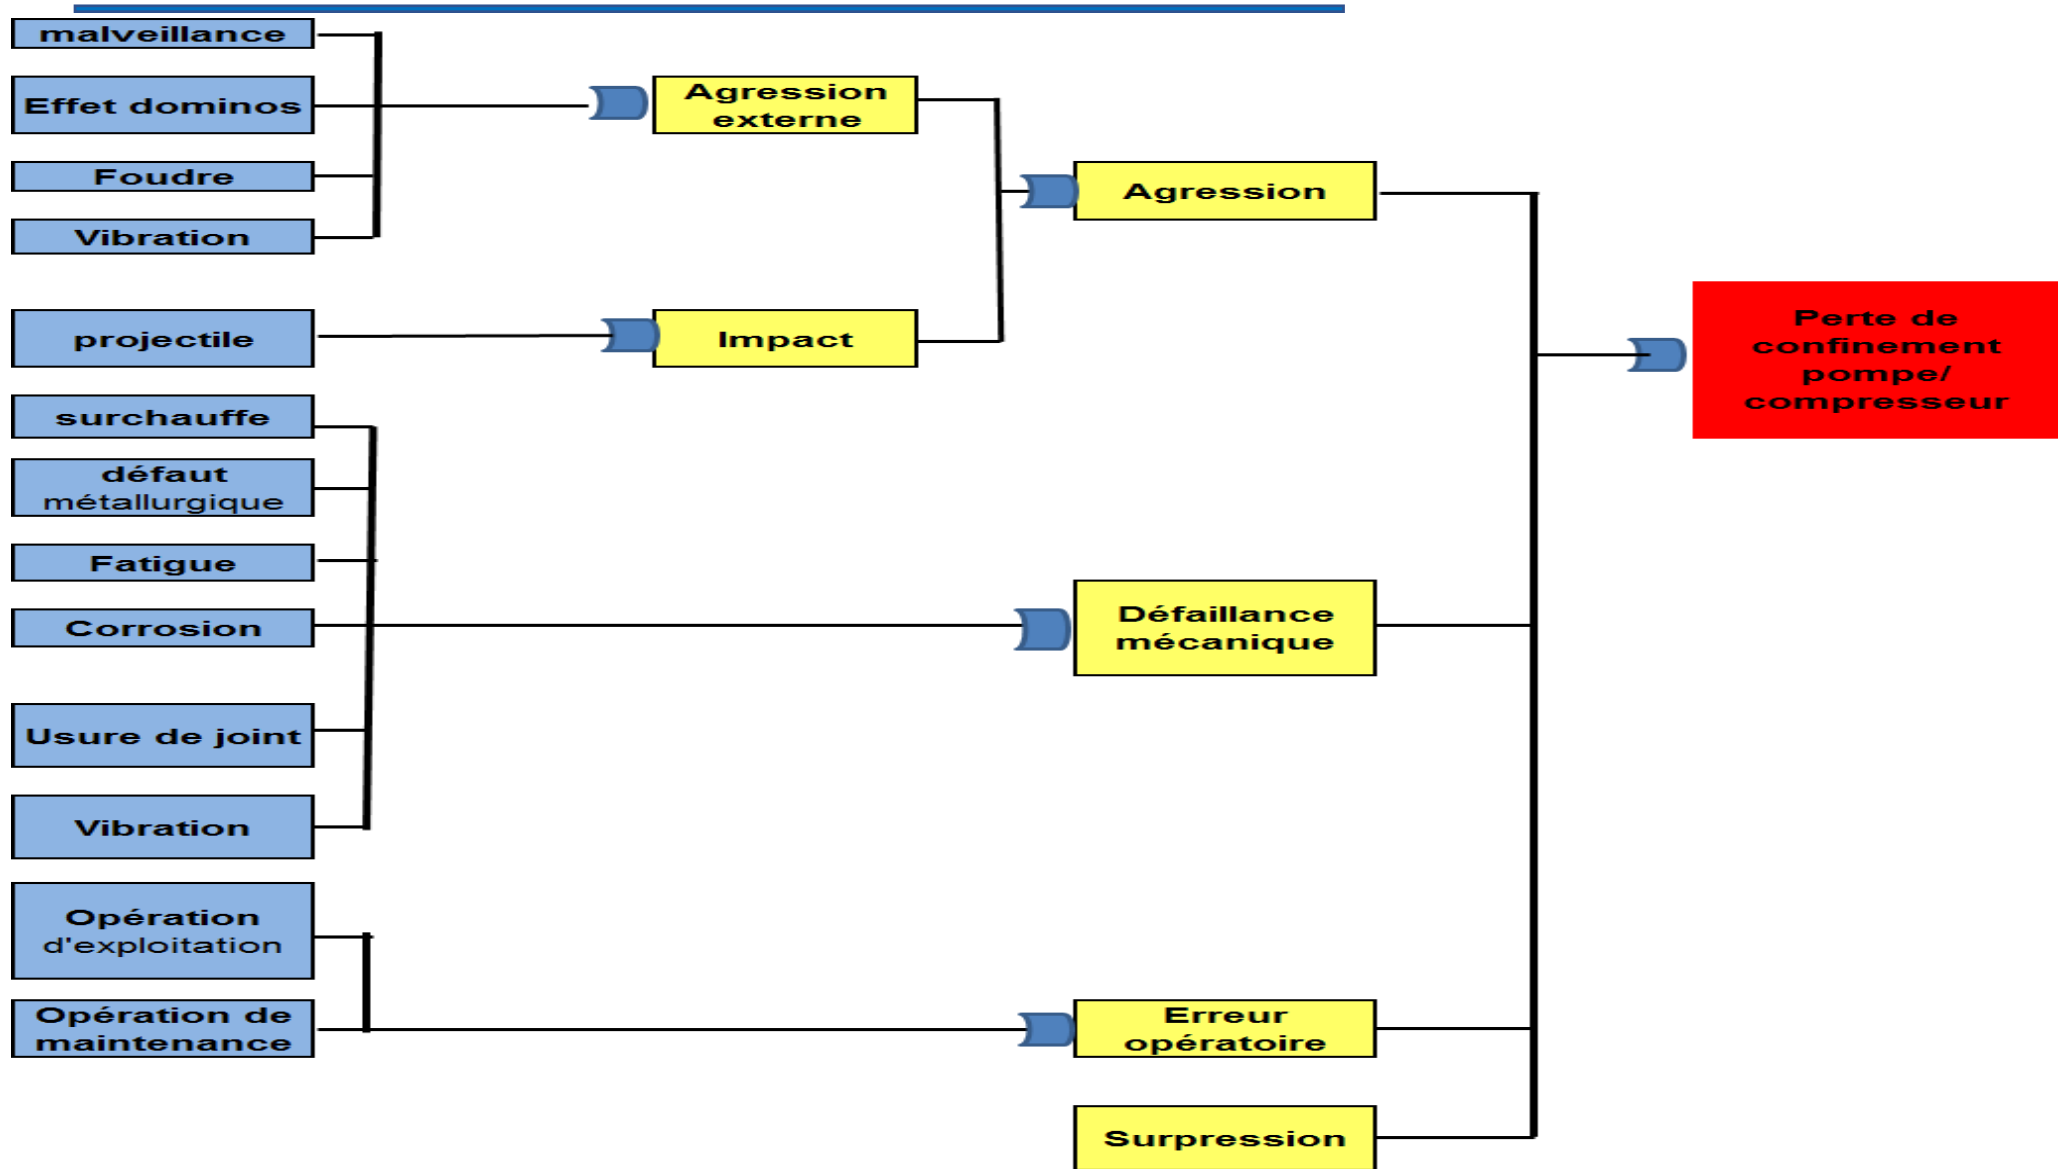 malveillance
Effet dominos
Foudre
Vibration
projectile
surchauffe
défaut
métallurgique
Fatigue
Corrosion
Usure de joint
Vibration
Opération
d'exploitation
Opération de
maintenance
Agression
externe
Impact
Agression
Défaillance
mécanique
Erreur
opératoire
Surpression
Perte de
confinement
pompe/
compresseur